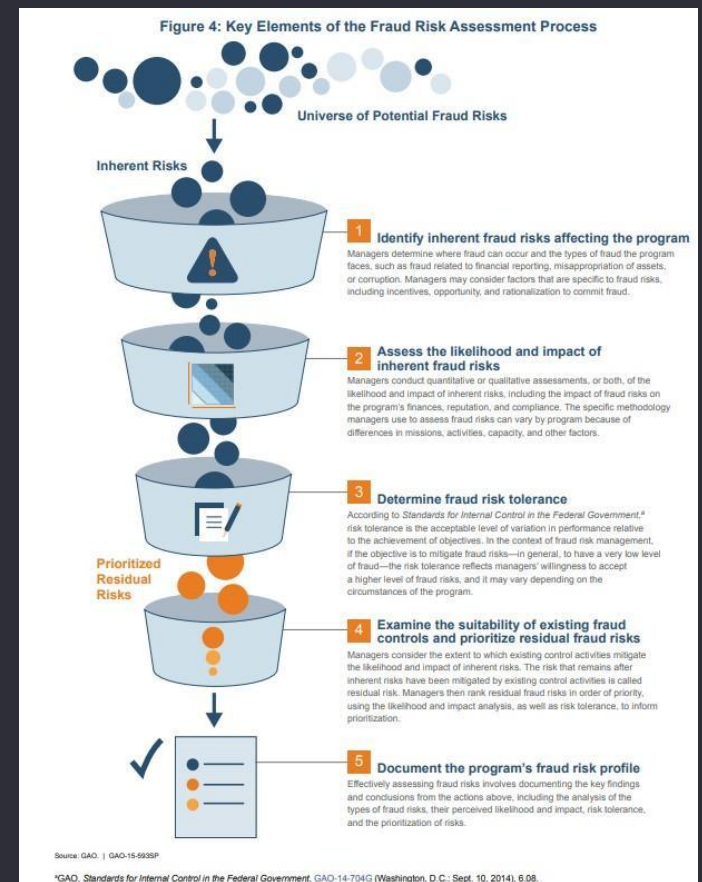 Figure 4: Key Elements of the Fraud Risk Assessment Process
Universe of Potential Fraud Risks
Inherent Risks
1 Identify inherent fraud risks affecting the program
Managers determine where fraud can occur and the types of fraud the program
faces, such as fraud related to financial reporting, misappropriation of assets,
or corruption. Managers may consider factors that are specific to fraud risks,
including incentives, opportunity, and rationalization to commit fraud.
2 Assess the likelihood and impact of
inherent fraud risks
Managers conduct quantitative or qualitative assessments, or both, of the
likelihood and impact of inherent risks, including the impact of fraud risks on
the program's finances, reputation, and compliance. The specific methodology
managers use to assess fraud risks can vary by program because of
differences in missions, activities, capacity, and other factors.
3 Determine fraud risk tolerance
According to Standards for Internal Control in the Federal Government,ª
risk tolerance is the acceptable level of variation in performance relative
to the achievement of objectives. In the context of fraud risk management,
if the objective is to mitigate fraud risks—in general, to have a very low level
of fraud—the risk tolerance reflects managers' willingness to accept
a higher level of fraud risks, and it may vary depending on the
circumstances of the program.
Prioritized
Residual
Risks
4 Examine the suitability of existing fraud
controls and prioritize residual fraud risks
Managers consider the extent to which existing control activities mitigate
the likelihood and impact of inherent risks. The risk that remains after
inherent risks have been mitigated by existing control activities is called
residual risk. Managers then rank residual fraud risks in order of priority,
using the likelihood and impact analysis, as well as risk tolerance, to inform
prioritization.
5 Document the program's fraud risk profile
Effectively assessing fraud risks involves documenting the key findings
and conclusions from the actions above, including the analysis of the
types of fraud risks, their perceived likelihood and impact, risk tolerance,
and the prioritization of risks.
Source: GAO. | GAO-15-593SP
ªGAO, Standards for Internal Control in the Federal Government, GAO-14-704G (Washington, D.C.: Sept. 10, 2014), 6.08.